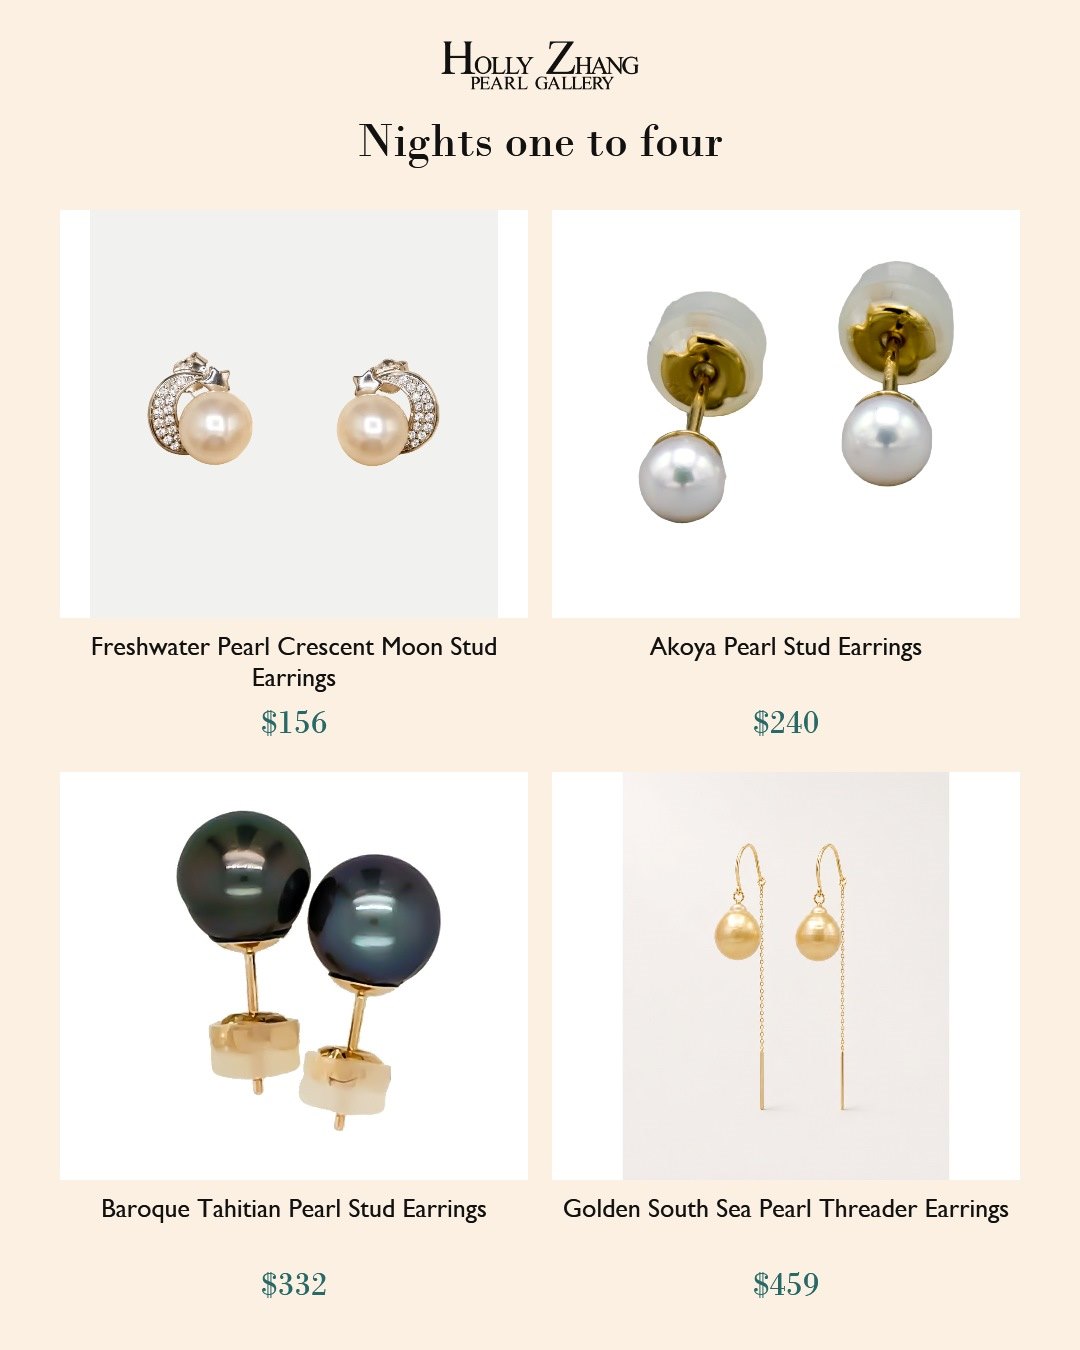 HOLLY ZHANG
PEARL GALLERY
Nights one to four
Freshwater Pearl Crescent Moon Stud
Earrings
$156
Akoya Pearl Stud Earrings
$240
Baroque Tahitian Pearl Stud Earrings
$332
Golden South Sea Pearl Threader Earrings
$459